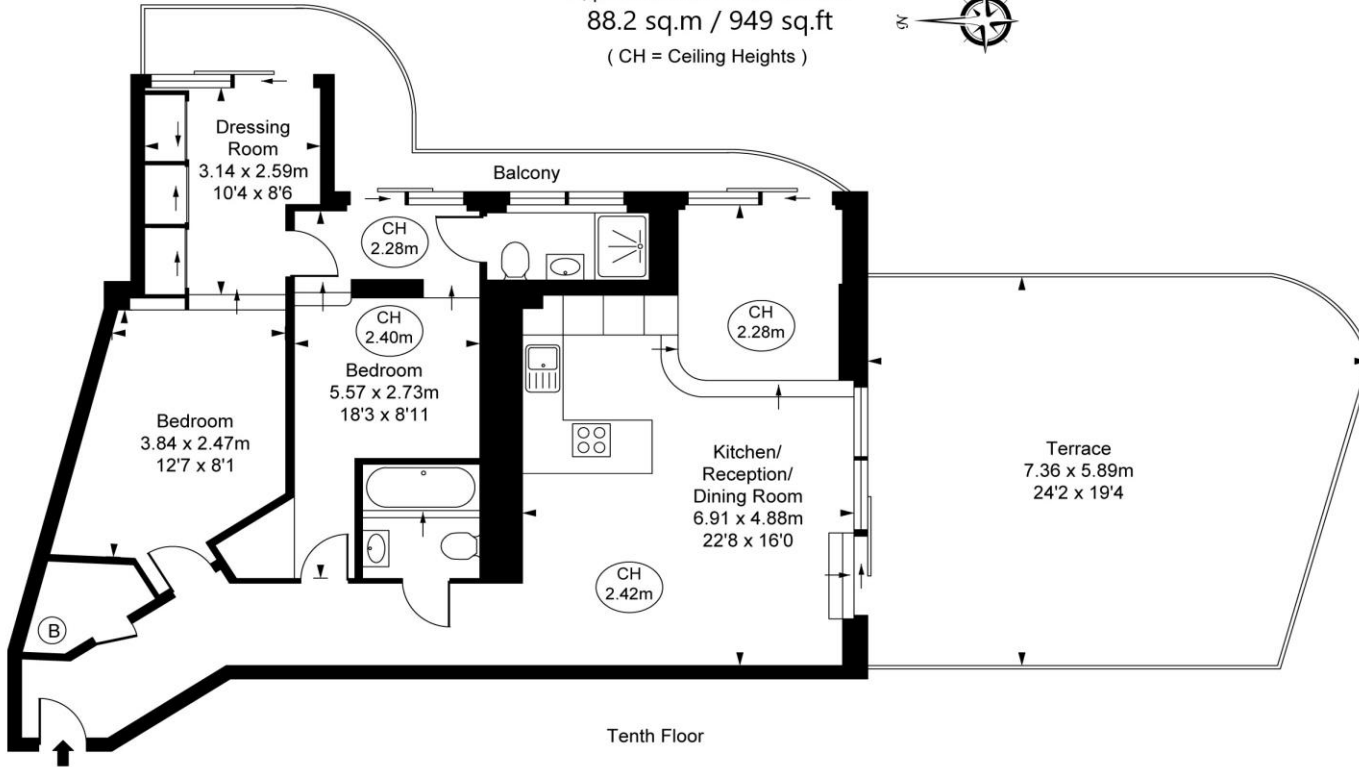 88.2 sq.m / 949 sq.ft
( CH = Ceiling Heights )
N
Dressing
Room
3.14 x 2.59m
10'4 x 8'6
Balcony
CH
2.28m
CH
2.40m
Bedroom
5.57 x 2.73m
18'3 x 8'11
CH
2.28m
Bedroom
3.84 x 2.47m
12'7 x 8'1
Kitchen/
Reception/
Dining Room
6.91 x 4.88m
22'8 x 16'0
Terrace
7.36 x 5.89m
24'2 x 19'4
CH
2.42m
B
Tenth Floor